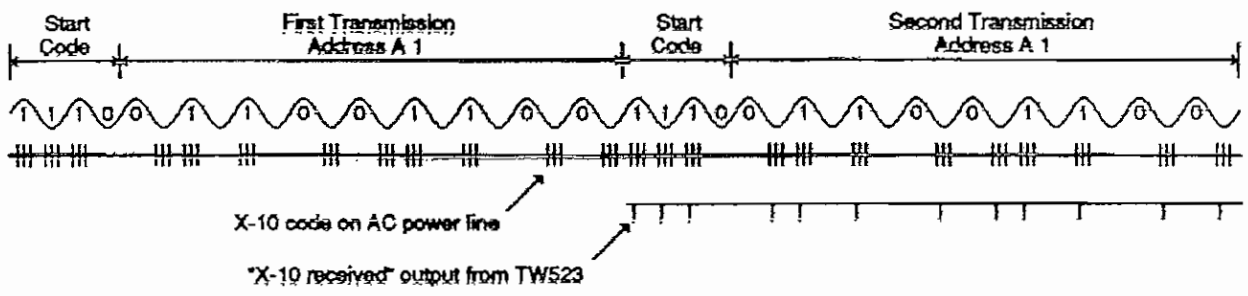 Start Code
First Transmission
Address A 1
Start Code
Second Transmission
Address A 1
1 1 1 0 0 1 1 0 0 1 1 0 0 1 1 1 0 0 1 1 0 0 1 1 0 0
X-10 code on AC power line
"X-10 received" output from TW523